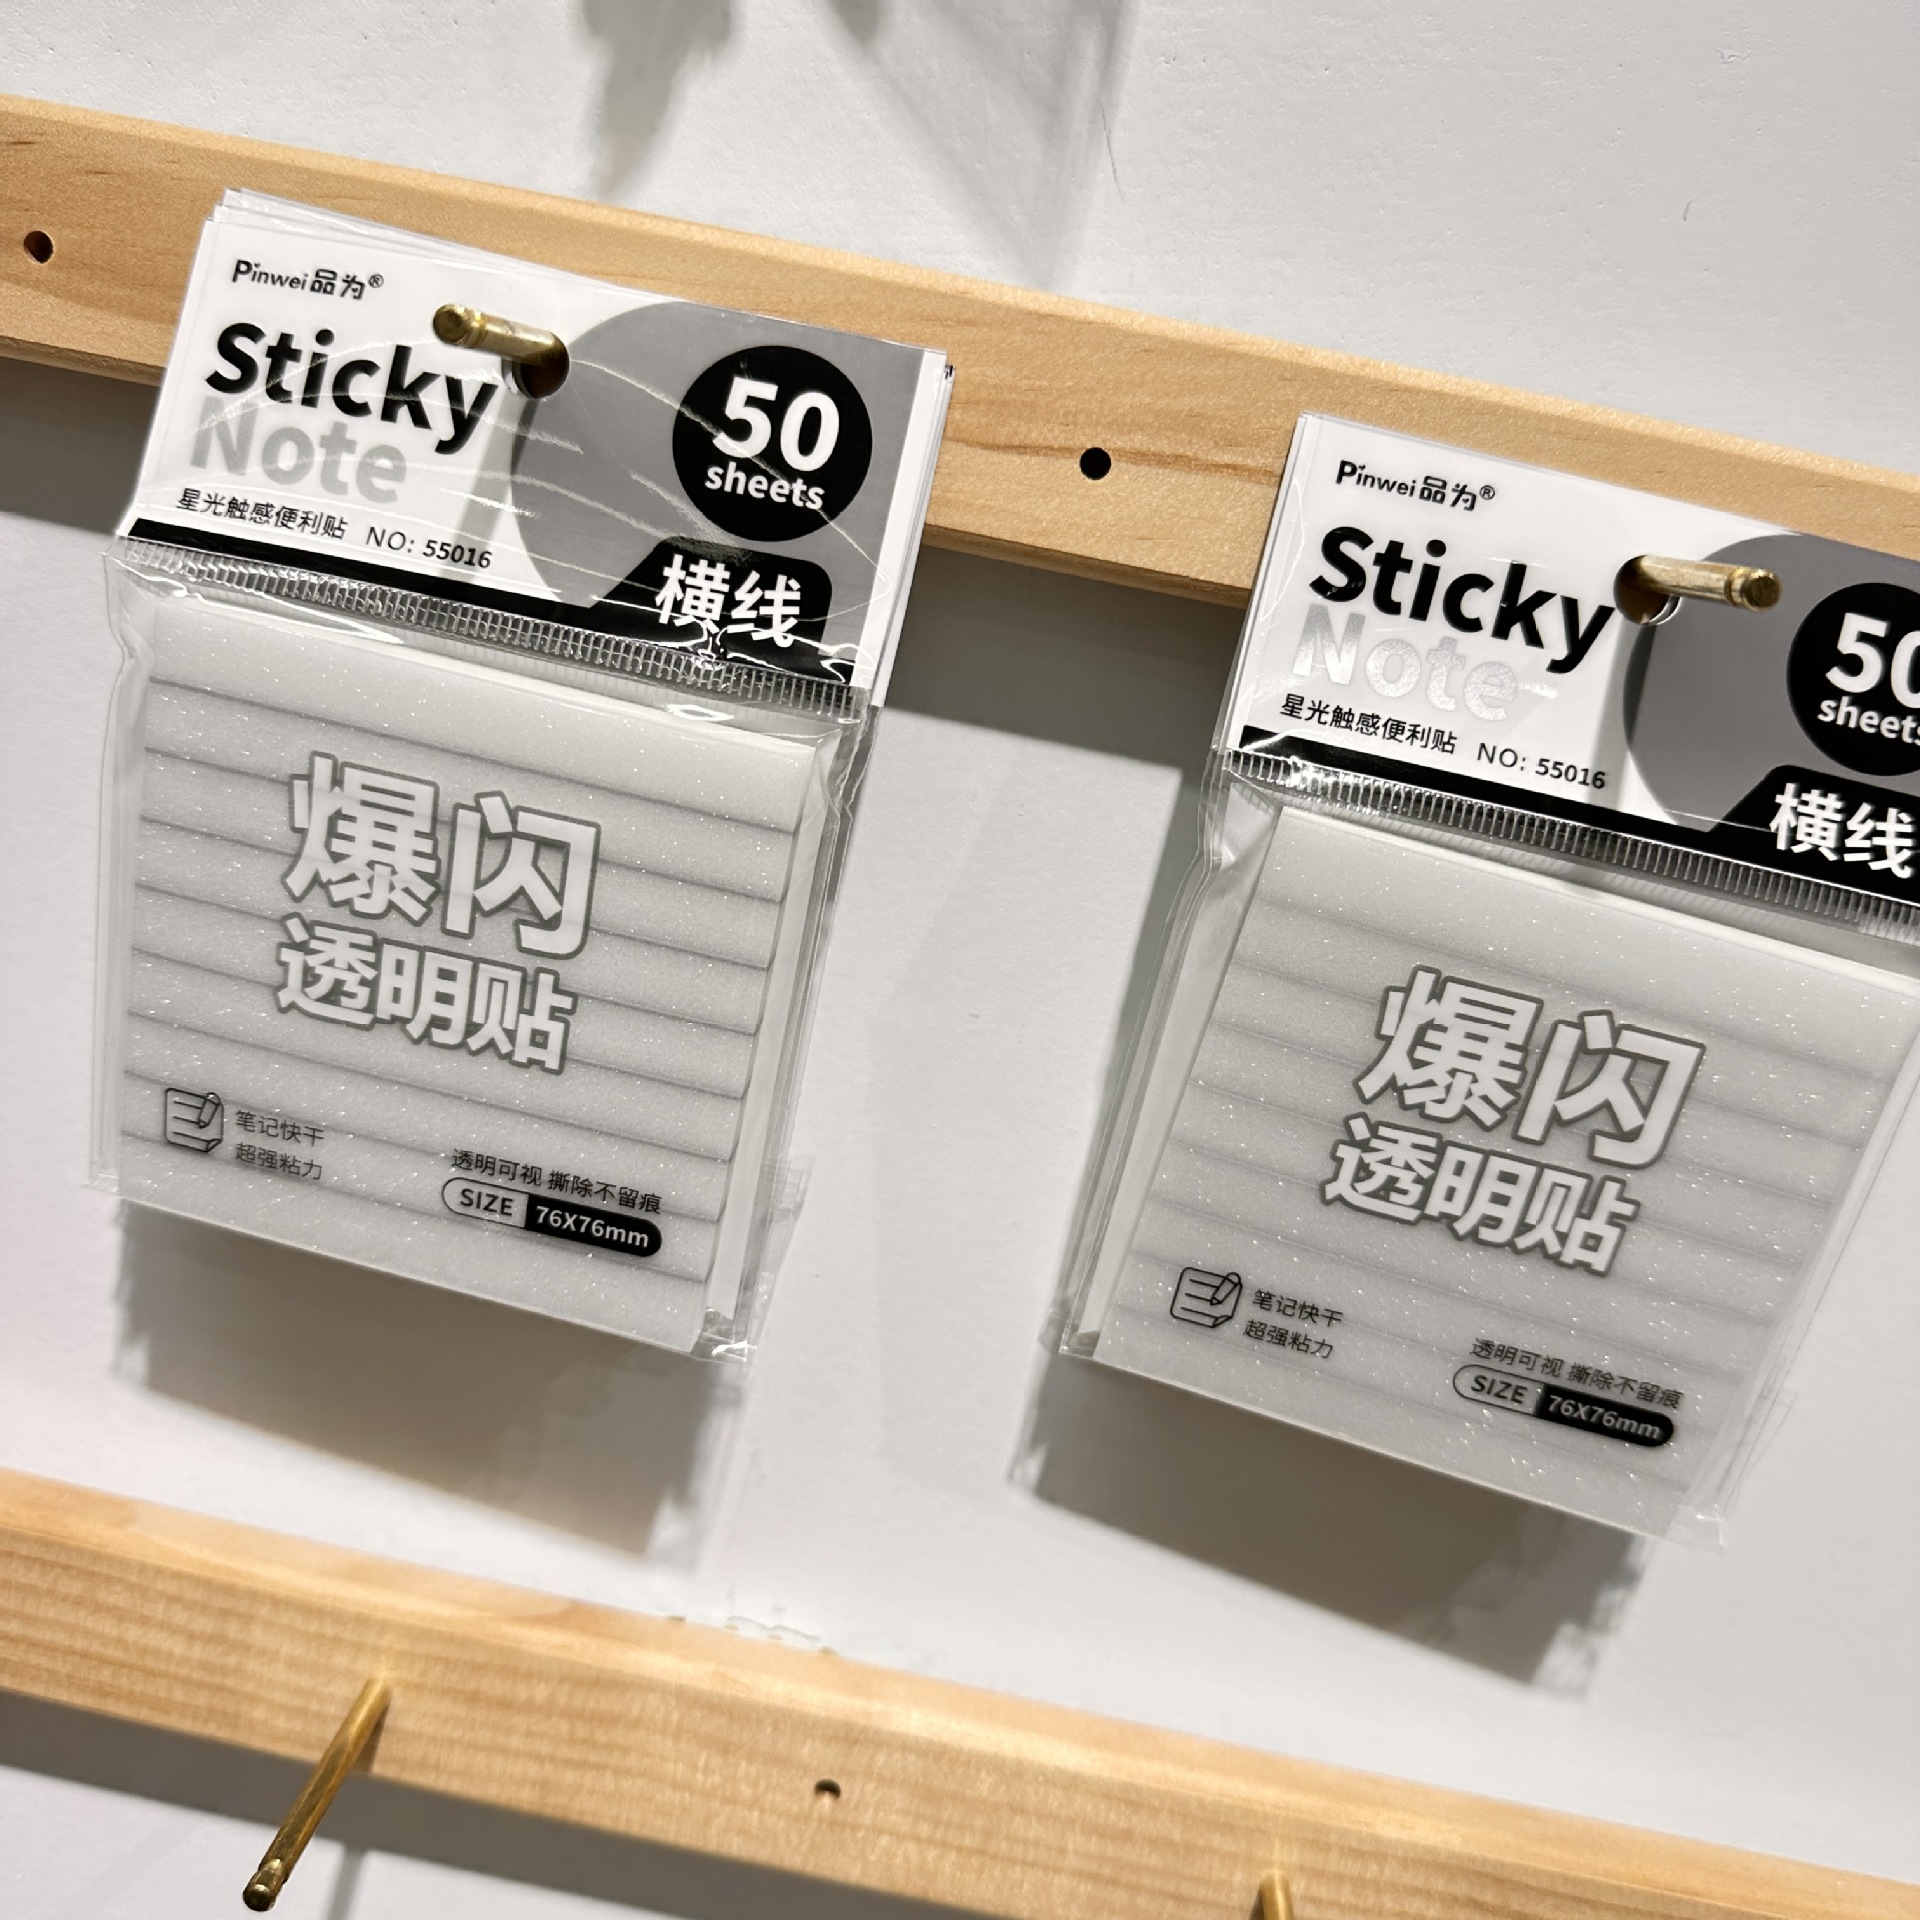 Pinwei品为®
Sticky
Note
星光触感便利贴 NO: 55016
50
sheets
横线
爆闪
透明贴
笔记快干
超强粘力
透明可视 撕除不留痕
SIZE 76X76mm
Pinwei品为®
Sticky
Note
星光触感便利贴 NO: 55016
50
sheets
横线
爆闪
透明贴
笔记快干
超强粘力
透明可视 撕除不留痕
SIZE 76X76mm